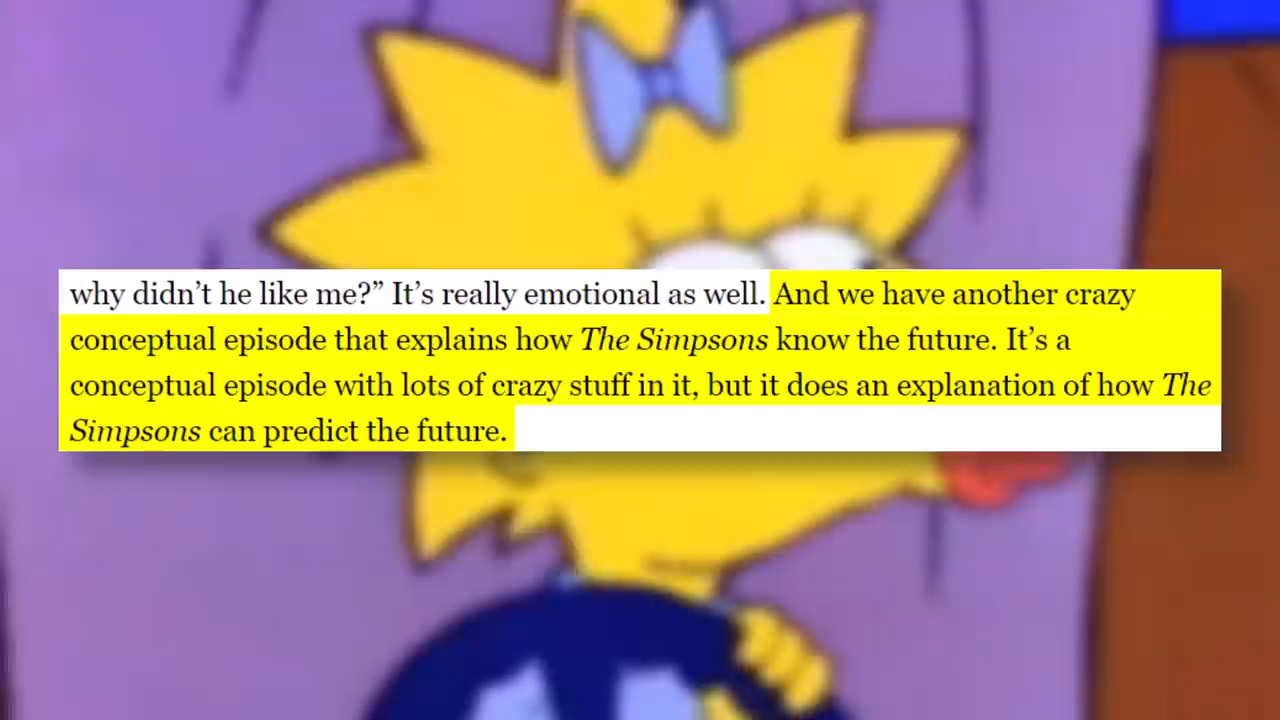 why didn’t he like me?” It’s really emotional as well. And we have another crazy
conceptual episode that explains how The Simpsons know the future. It’s a
conceptual episode with lots of crazy stuff in it, but it does an explanation of how The
Simpsons can predict the future.